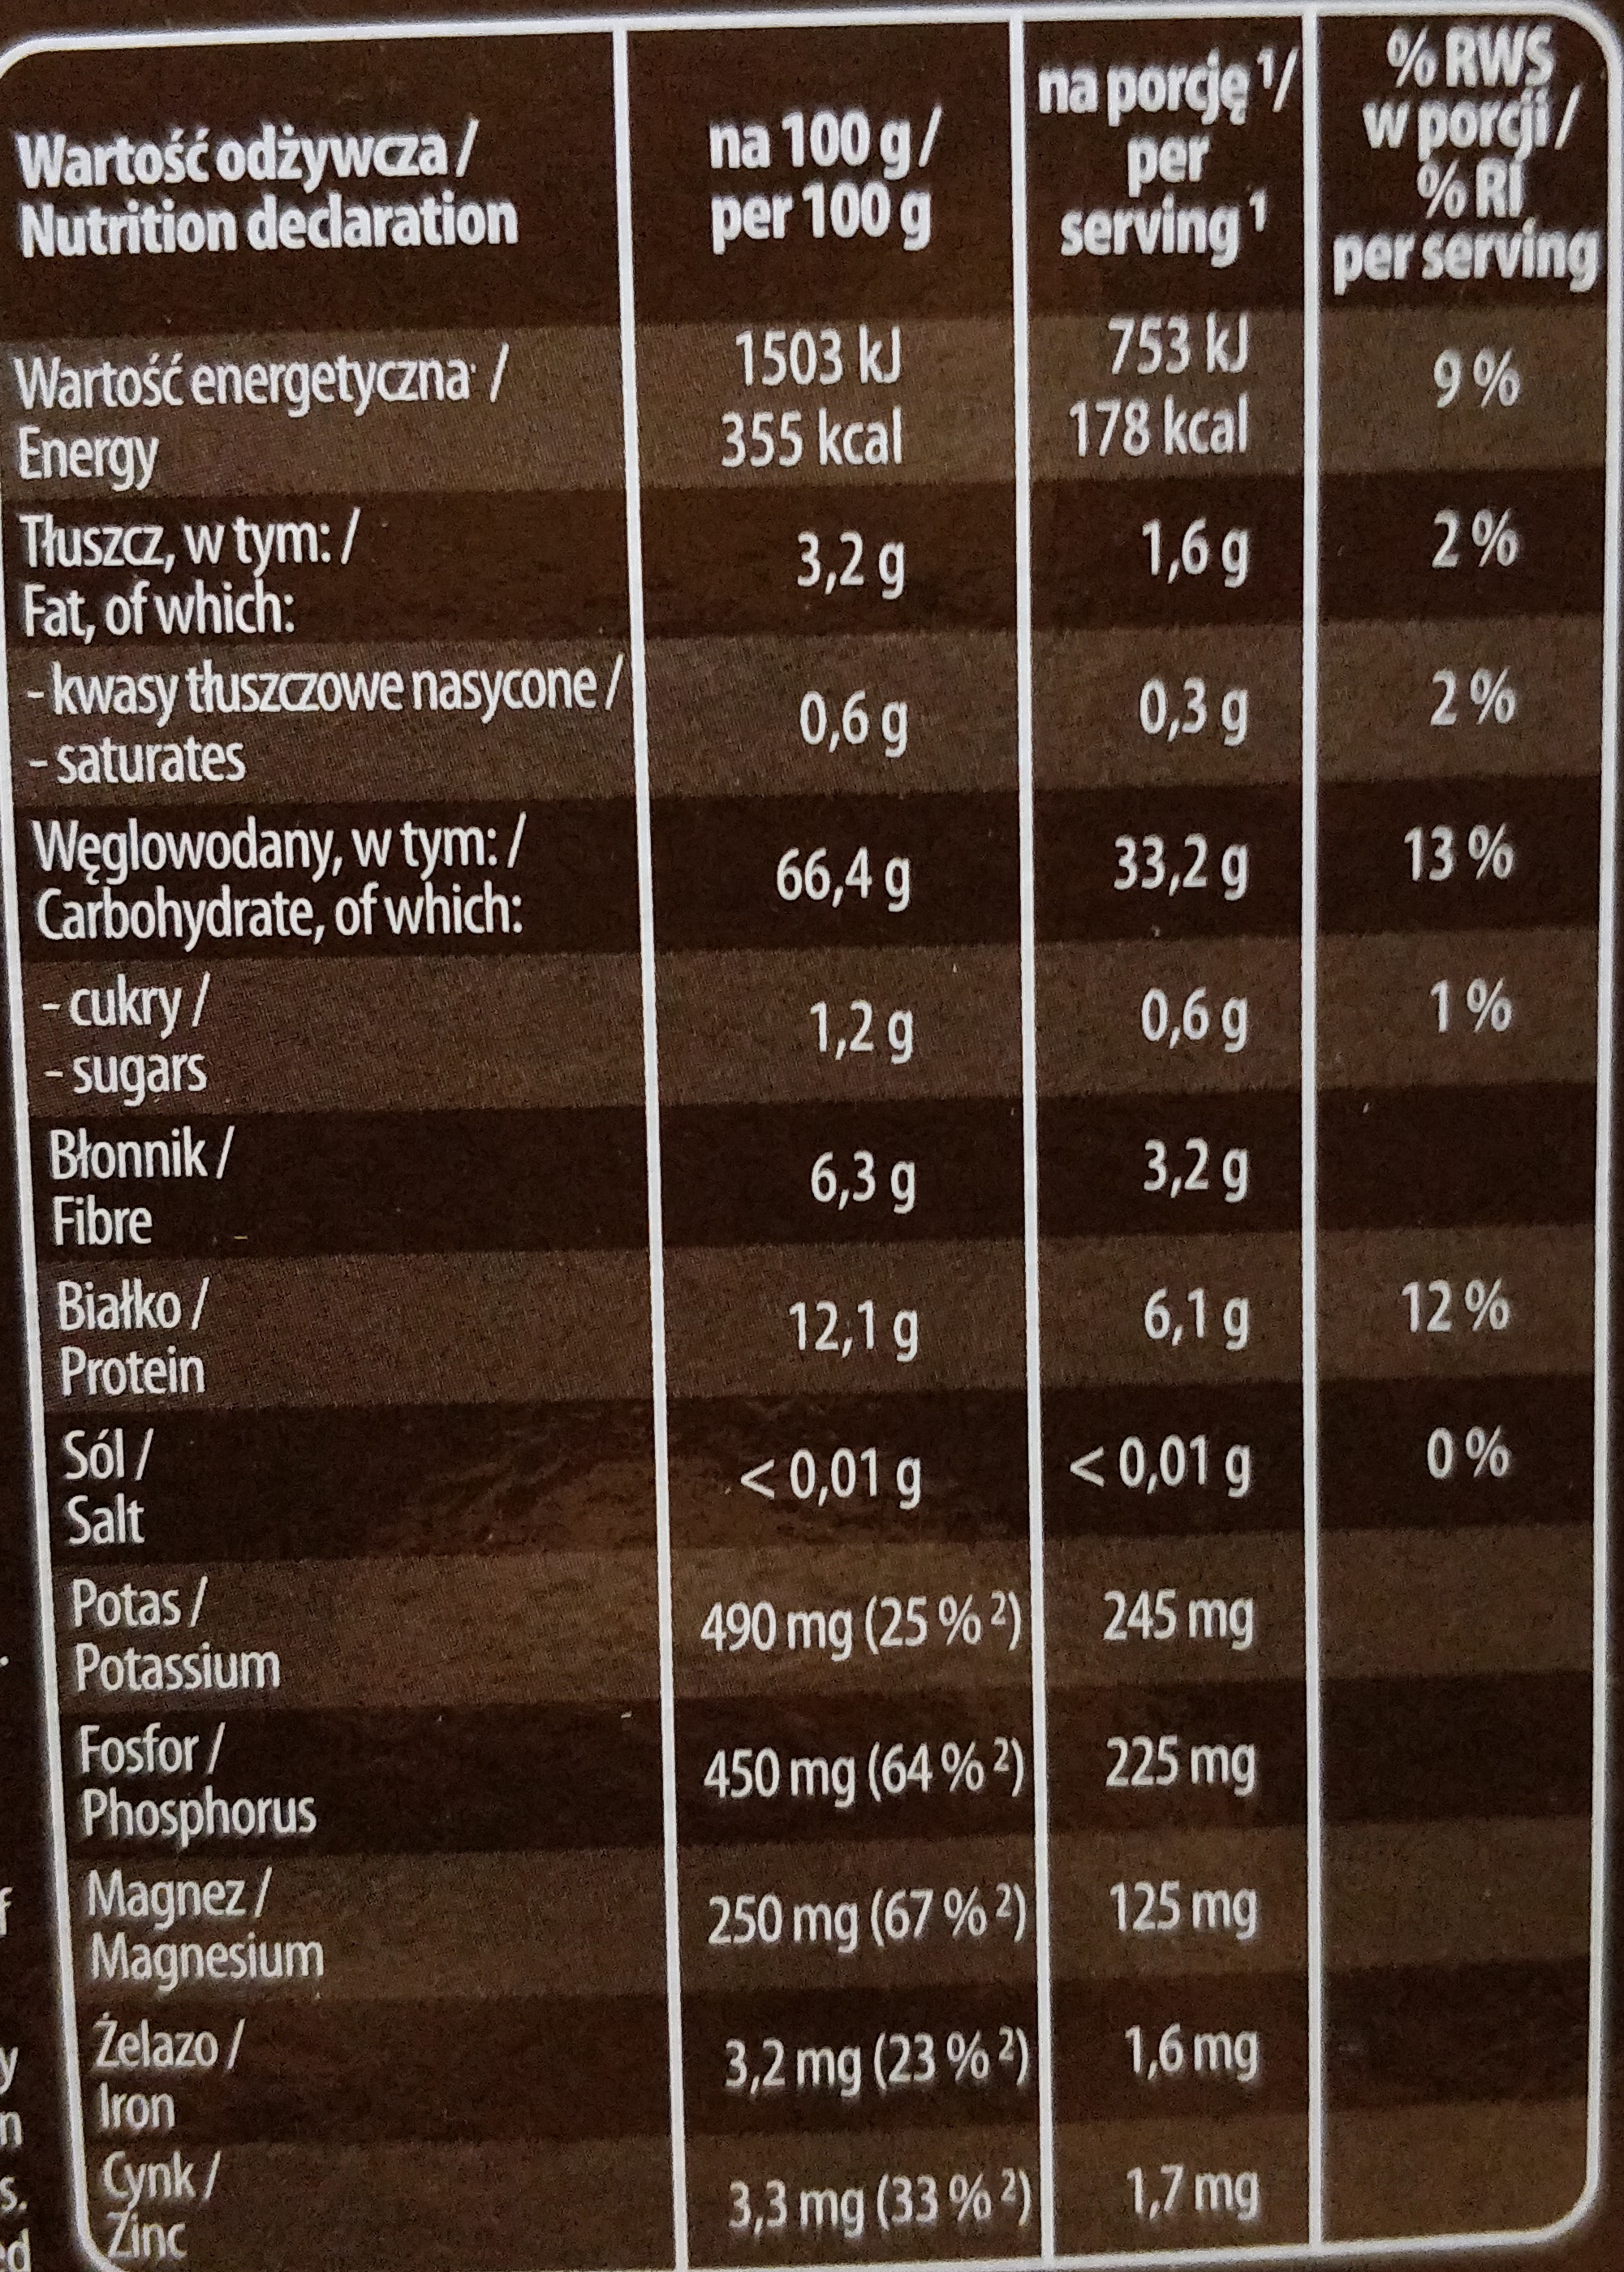 Wartość odżywcza /
Nutrition declaration
na 100 g /
per 100 g
na porcję ¹/
per
serving ¹
% RWS
w porcji /
% RI
per serving
Wartość energetyczna /
Energy
1503 kJ
355 kcal
753 kJ
178 kcal
9 %
Tłuszcz, w tym: /
Fat, of which:
3,2 g
1,6 g
2 %
- kwasy tłuszczowe nasycone /
- saturates
0,6 g
0,3 g
2 %
Węglowodany, w tym: /
Carbohydrate, of which:
66,4 g
33,2 g
13 %
- cukry /
- sugars
1,2 g
0,6 g
1 %
Błonnik /
Fibre
6,3 g
3,2 g
Białko /
Protein
12,1 g
6,1 g
12 %
Sól /
Salt
< 0,01 g
< 0,01 g
0 %
Potas /
Potassium
490 mg (25 % ²)
245 mg
Fosfor /
Phosphorus
450 mg (64 % ²)
225 mg
Magnez /
Magnesium
250 mg (67 % ²)
125 mg
Żelazo /
Iron
3,2 mg (23 % ²)
1,6 mg
Cynk /
Zinc
3,3 mg (33 % ²)
1,7 mg